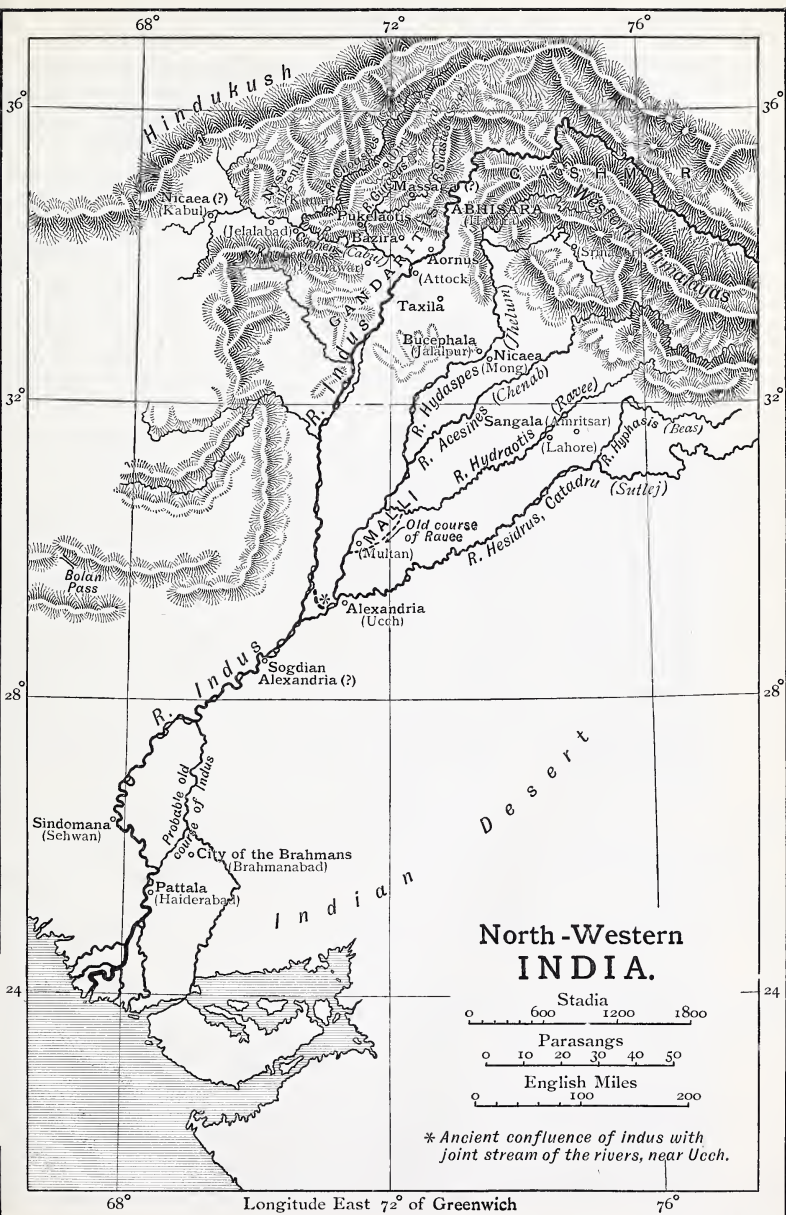 68° 72° 76°
36° 36°
Hindukush
CASHMIR
Massaga (?)
Nicaea (?)
(Kabul)
Pukelaotis
ABHISARA
Western Himalayas
(Jelalabad)
Bazira
(Cabul)
(Peshawar)
Aornus
(Attock)
GANDARITIS
Taxila
(Jhelum)
Bucephala
(Jalalpur)
Nicaea
(Mong)
R. Indus
32° 32°
R. Hydaspes
R. Acesines (Chenab)
(Ravee)
Sangala (Amritsar)
(Lahore)
R. Hydraotis
R. Hyphasis (Beas)
MALLI
Old course
of Ravee
(Multan)
R. Hesidrus, Catadru (Sutlej)
Bolan
Pass
*
Alexandria
(Ucch)
Sogdian
Alexandria (?)
28° 28°
R. Indus
Probable old
course of Indus
Sindomana
(Sehwan)
City of the Brahmans
(Brahmanabad)
Pattala
(Haiderabad)
Indian Desert
24 24
North-Western
INDIA.
Stadia
0 600 1200 1800
Parasangs
0 10 20 30 40 50
English Miles
0 100 200
* Ancient confluence of indus with
joint stream of the rivers, near Ucch.
68° Longitude East 72° of Greenwich 76°